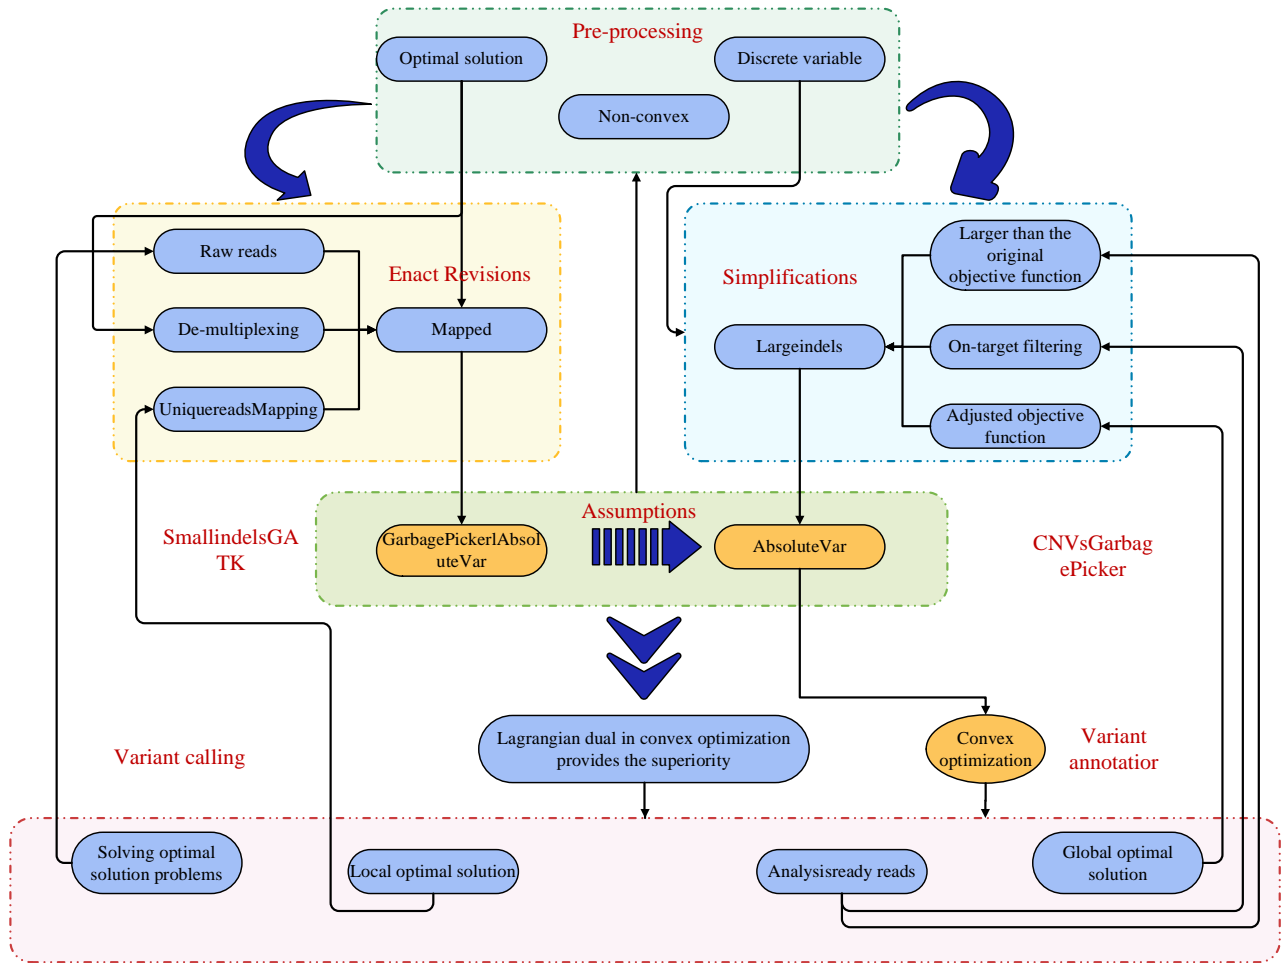 Pre-processing
Optimal solution
Discrete variable
Non-convex
Raw reads
Enact Revisions
De-multiplexing
Mapped
UniquereadsMapping
Larger than the
original
objective function
Simplifications
Largeindels
On-target filtering
Adjusted objective
function
Assumptions
SmallindelsGA
TK
GarbagePickerlAbsol
uteVar
AbsoluteVar
CNVsGarbag
ePicker
Lagrangian dual in convex optimization
provides the superiority
Convex
optimization
Variant calling
Variant
annotatior
Solving optimal
solution problems
Local optimal solution
Analysisready reads
Global optimal
solution